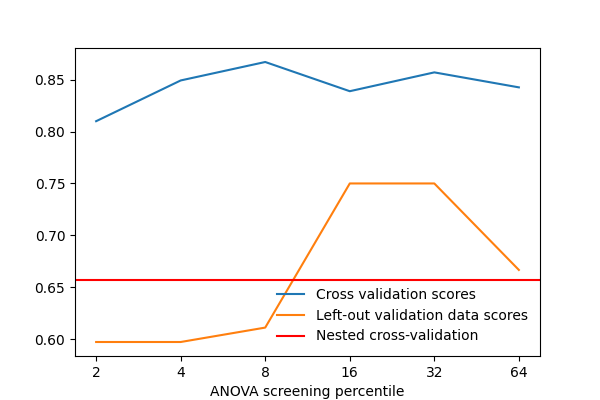 0.85
0.80
0.75
0.70
0.65
0.60
Cross validation scores
Left-out validation data scores
Nested cross-validation
2 4 8 16 32 64
ANOVA screening percentile